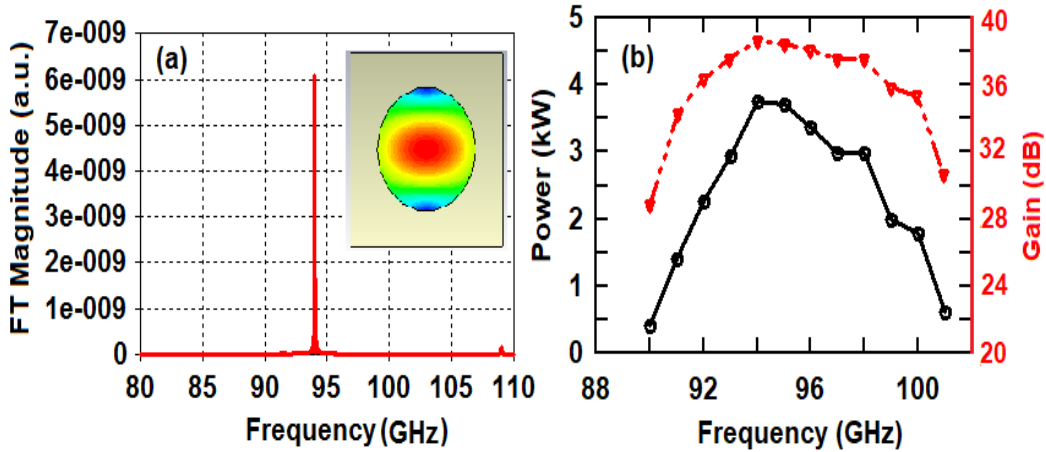 (a)
FT Magnitude (a.u.)
7e-009
6e-009
5e-009
4e-009
3e-009
2e-009
1e-009
0
80 85 90 95 100 105 110
Frequency (GHz)
(b)
Power (kW)
5
4
3
2
1
0
88 92 96 100
Frequency (GHz)
40
36
32
28
24
20
Gain (dB)